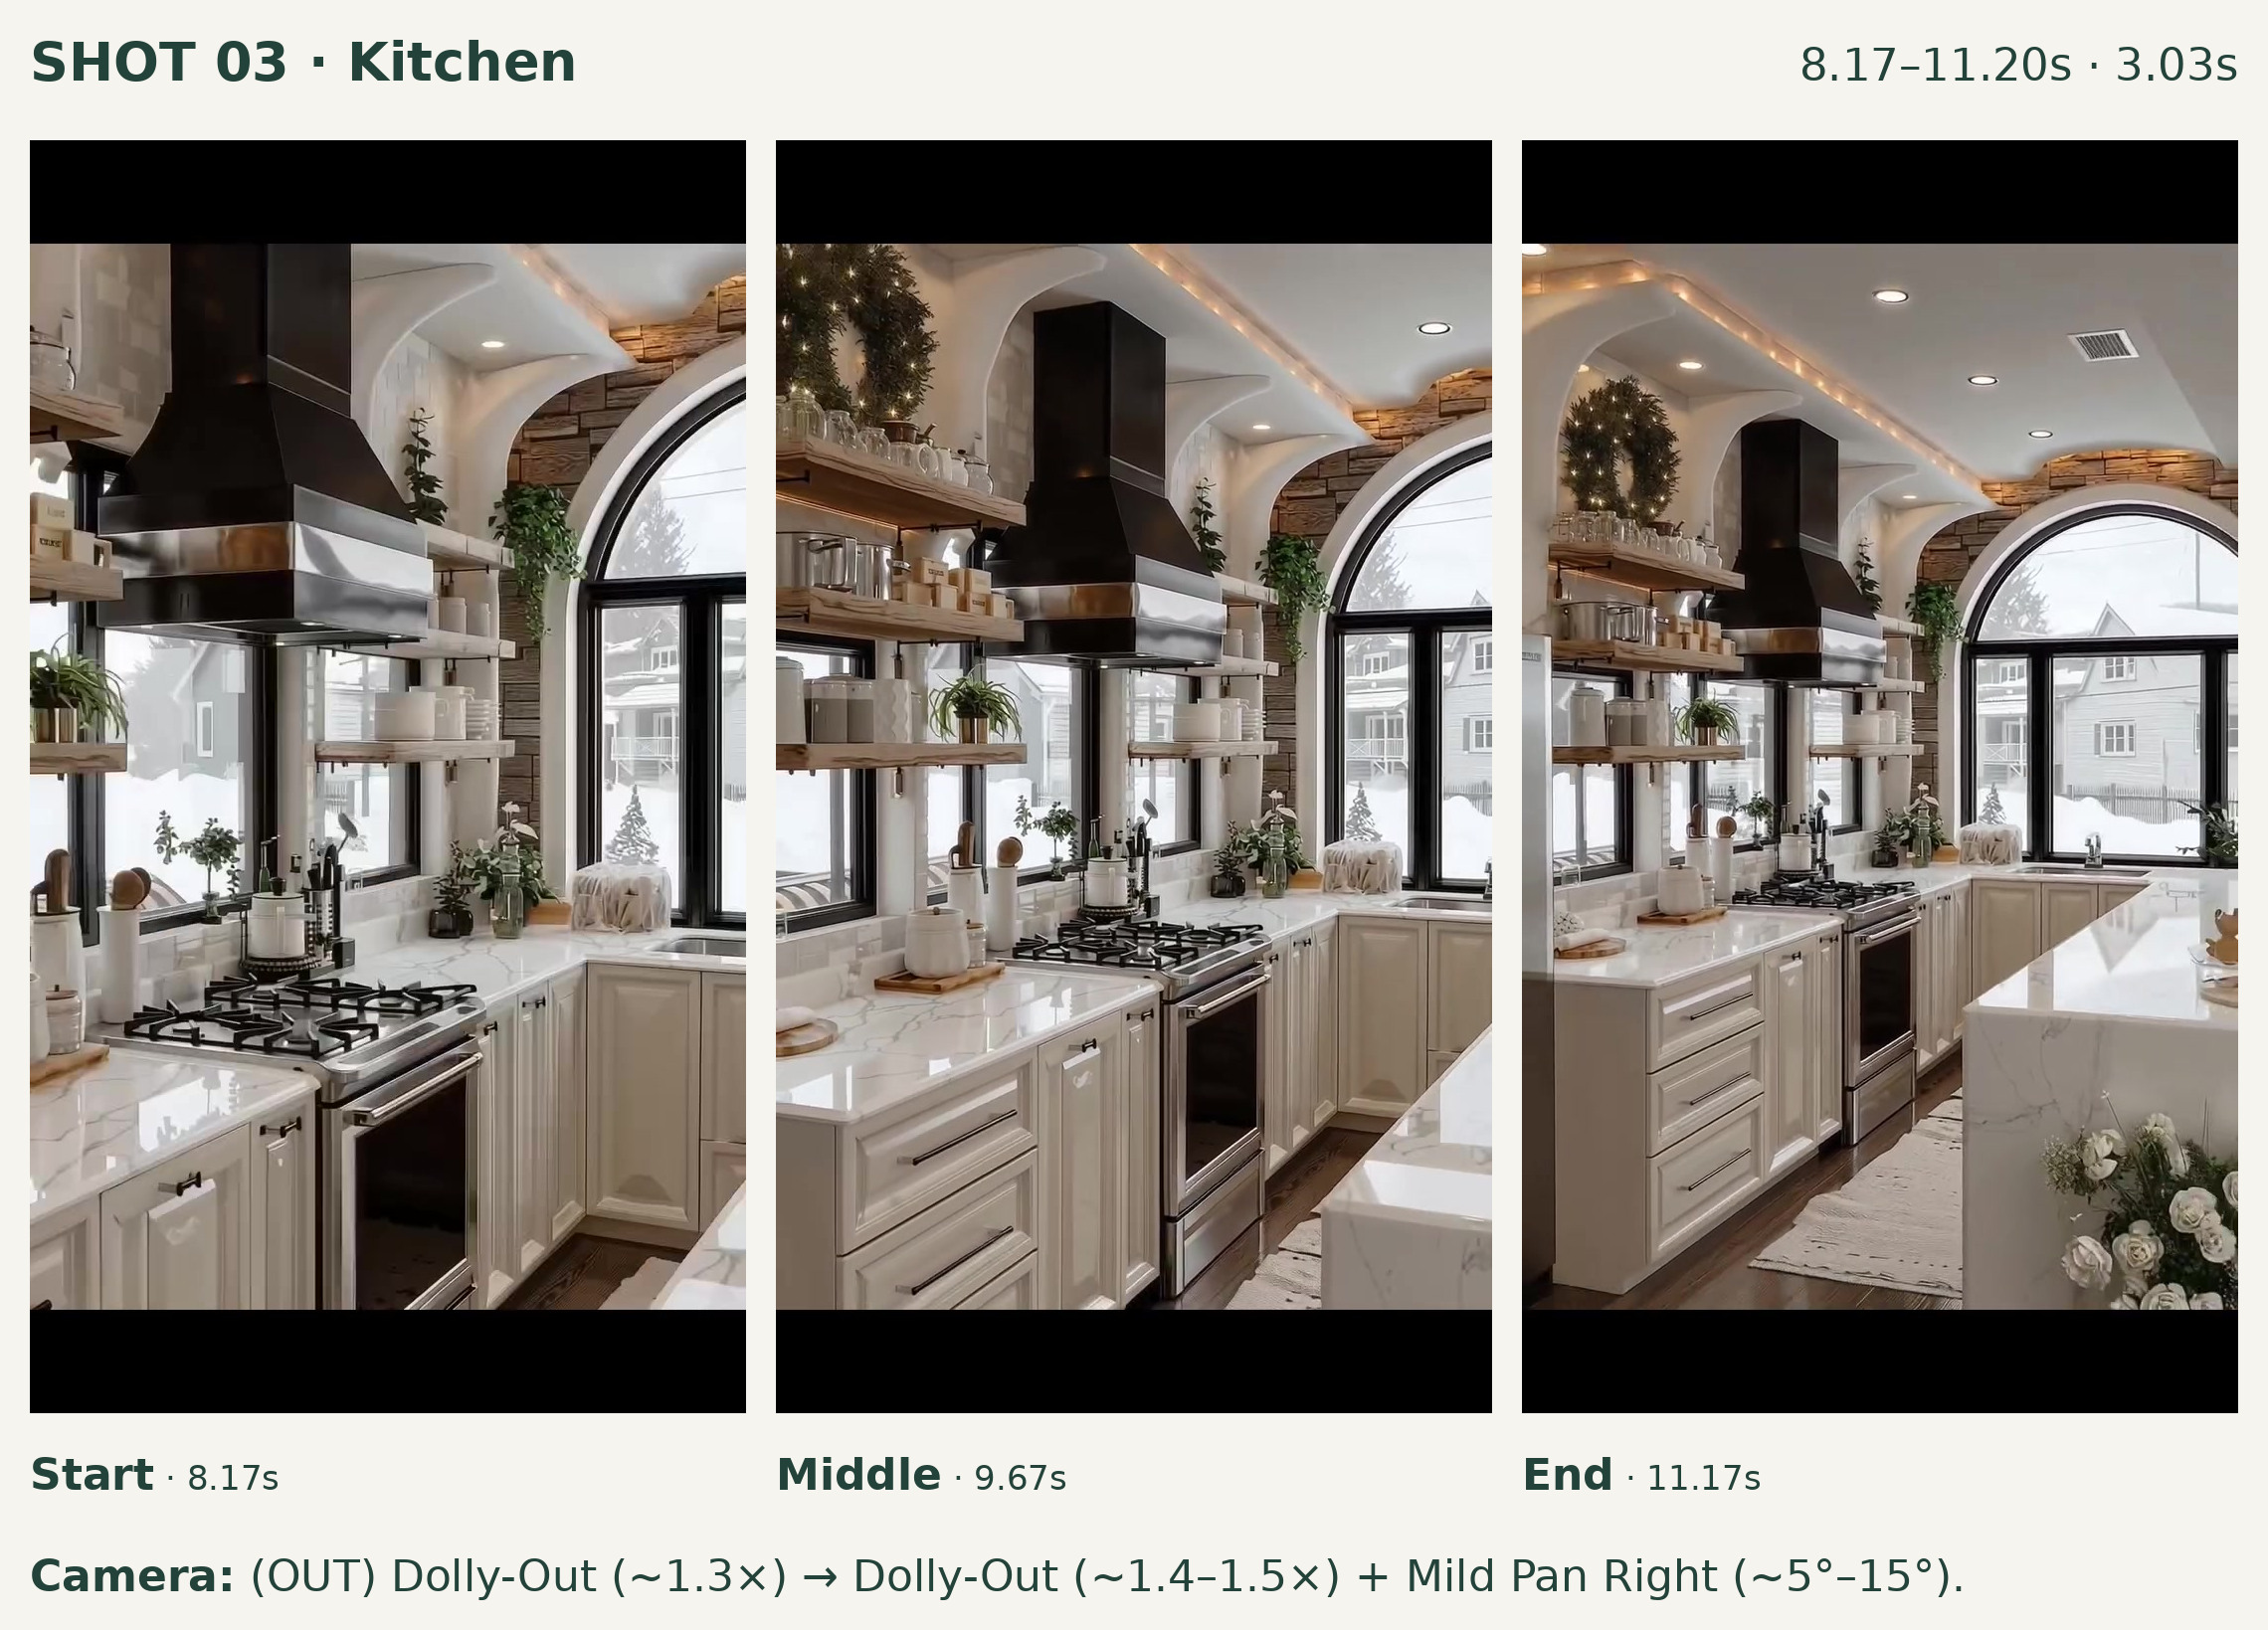 SHOT 03 · Kitchen
8.17–11.20s · 3.03s
Start · 8.17s
Middle · 9.67s
End · 11.17s
Camera: (OUT) Dolly-Out (~1.3×) → Dolly-Out (~1.4–1.5×) + Mild Pan Right (~5°–15°).